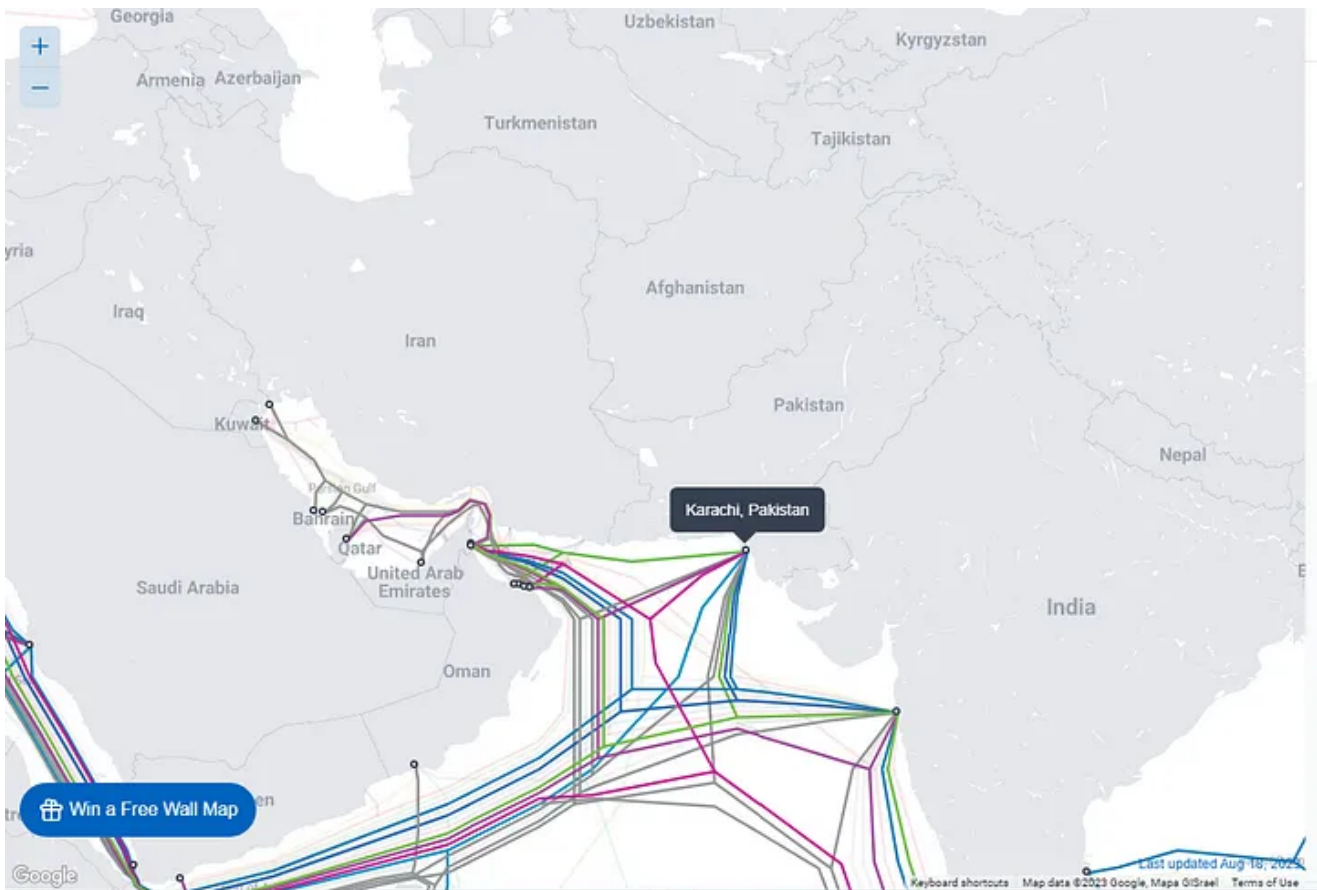 Georgia
Uzbekistan
Kyrgyzstan
+
Armenia
Azerbaijan
−
Turkmenistan
Tajikistan
yria
Afghanistan
Iraq
Iran
Pakistan
Kuwait
Nepal
Persian Gulf
Karachi, Pakistan
Bahrain
Qatar
United Arab
Emirates
Saudi Arabia
India
Oman
Win a Free Wall Map
en
Last updated Aug 18, 2023
Google
Keyboard shortcuts
Map data ©2023 Google, Mapa GISrael
Terms of Use